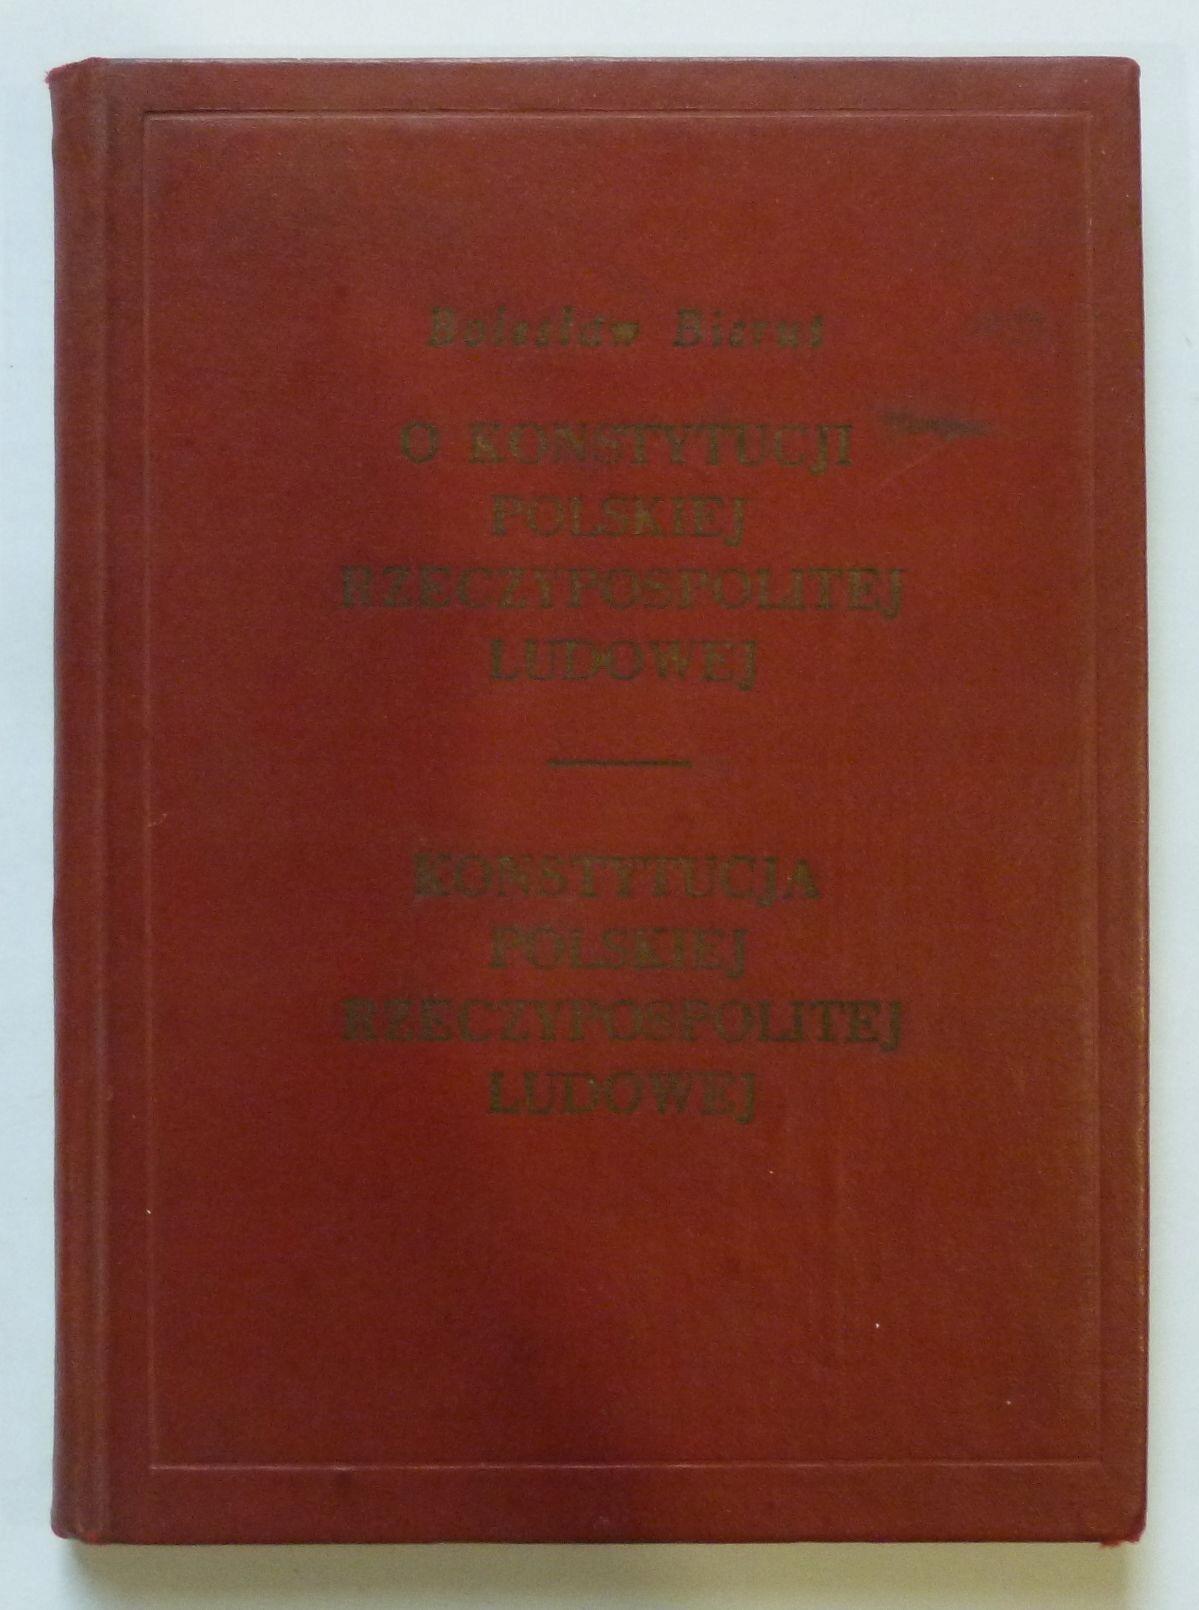 Bolesław Bierut
O KONSTYTUCJI
POLSKIEJ
RZECZYPOSPOLITEJ
LUDOWEJ
KONSTYTUCJA
POLSKIEJ
RZECZYPOSPOLITEJ
LUDOWEJ